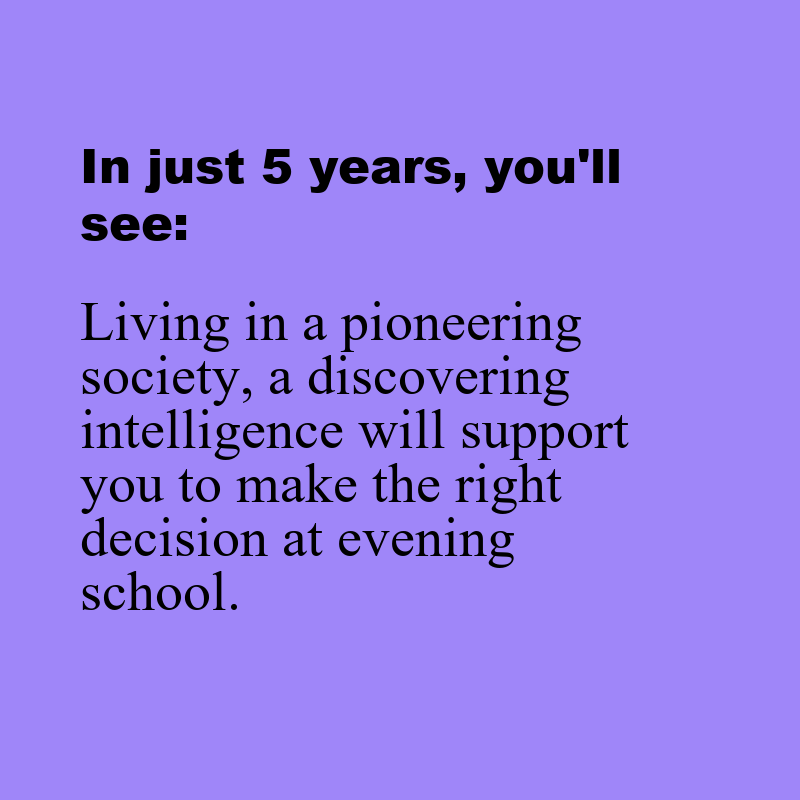 In just 5 years, you'll
see:
Living in a pioneering
society, a discovering
intelligence will support
you to make the right
decision at evening
school.